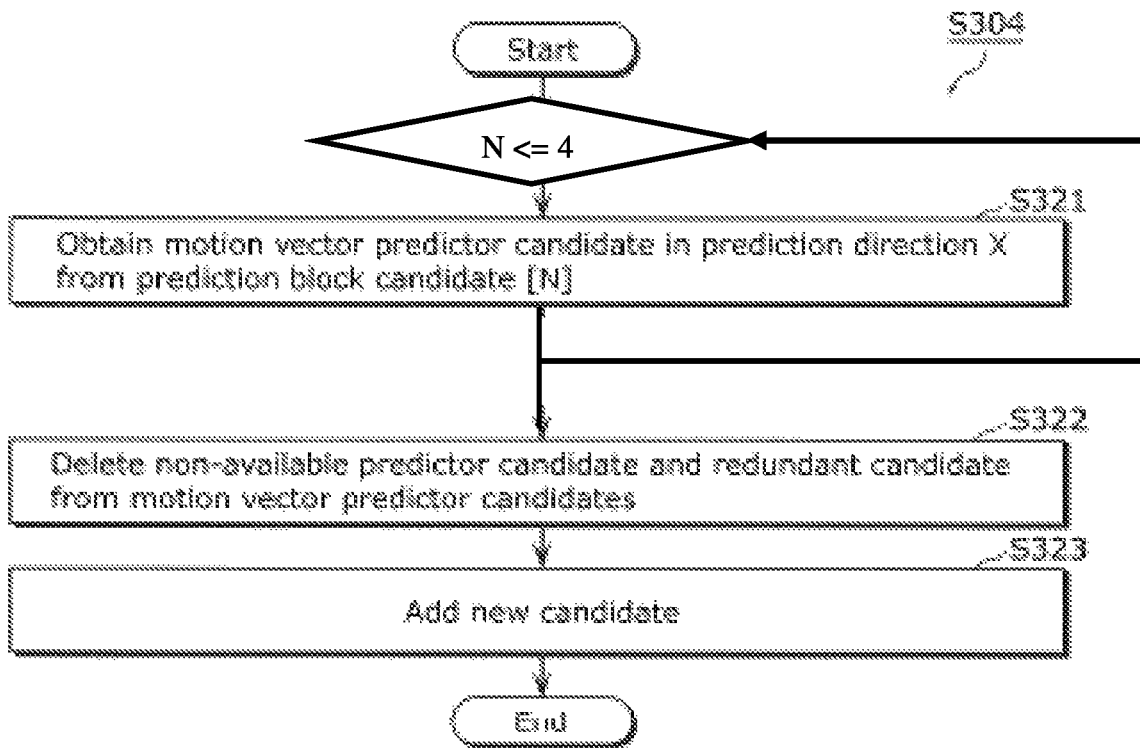 S304
Start
N <= 4
S321
Obtain motion vector predictor candidate in prediction direction X
from prediction block candidate [N]
S322
Delete non-available predictor candidate and redundant candidate
from motion vector predictor candidates
S323
Add new candidate
End